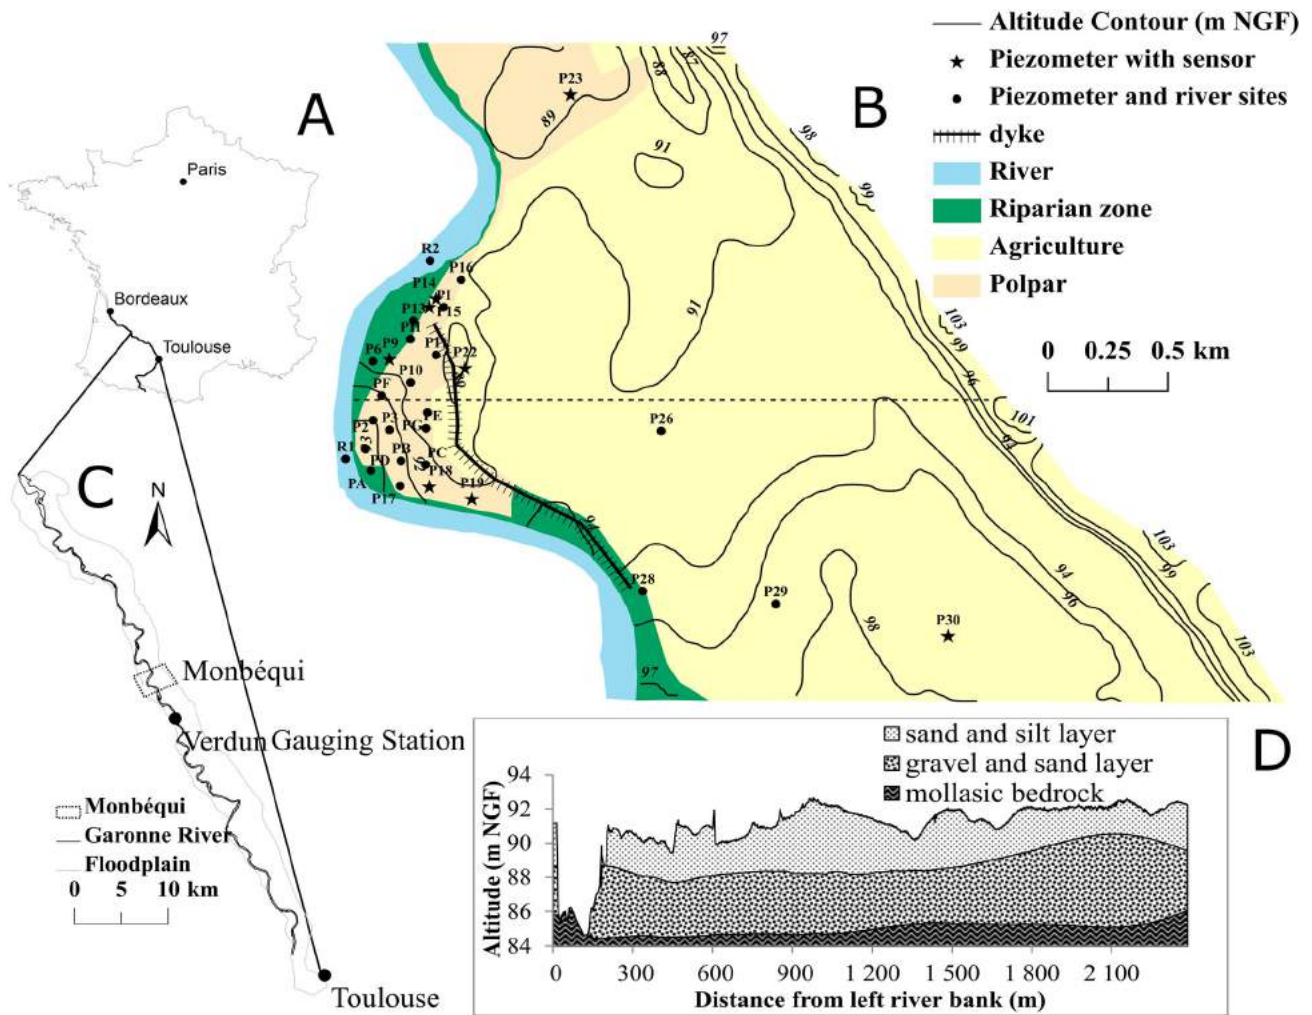 A
Paris
Bordeaux
Toulouse
B
Altitude Contour (m NGF)
Piezometer with sensor
Piezometer and river sites
dyke
River
Riparian zone
Agriculture
Polpar
0 0.25 0.5 km
97
87
88
P23
89
91
98
99
R2
P16
P14
P1
P13
P15
P11
P9
P6
P22
P10
PF
91
103
99
96
101
94
P2
P3
PE
PG
P26
R1
PD
PB
PC
PA
P18
P17
P19
P28
P29
94
96
P30
98
97
103
99
103
C
N
Monbéqui
Verdun Gauging Station
Monbéqui
Garonne River
Floodplain
0 5 10 km
Toulouse
D
sand and silt layer
gravel and sand layer
mollasic bedrock
Altitude (m NGF)
94
92
90
88
86
84
0 300 600 900 1 200 1 500 1 800 2 100
Distance from left river bank (m)